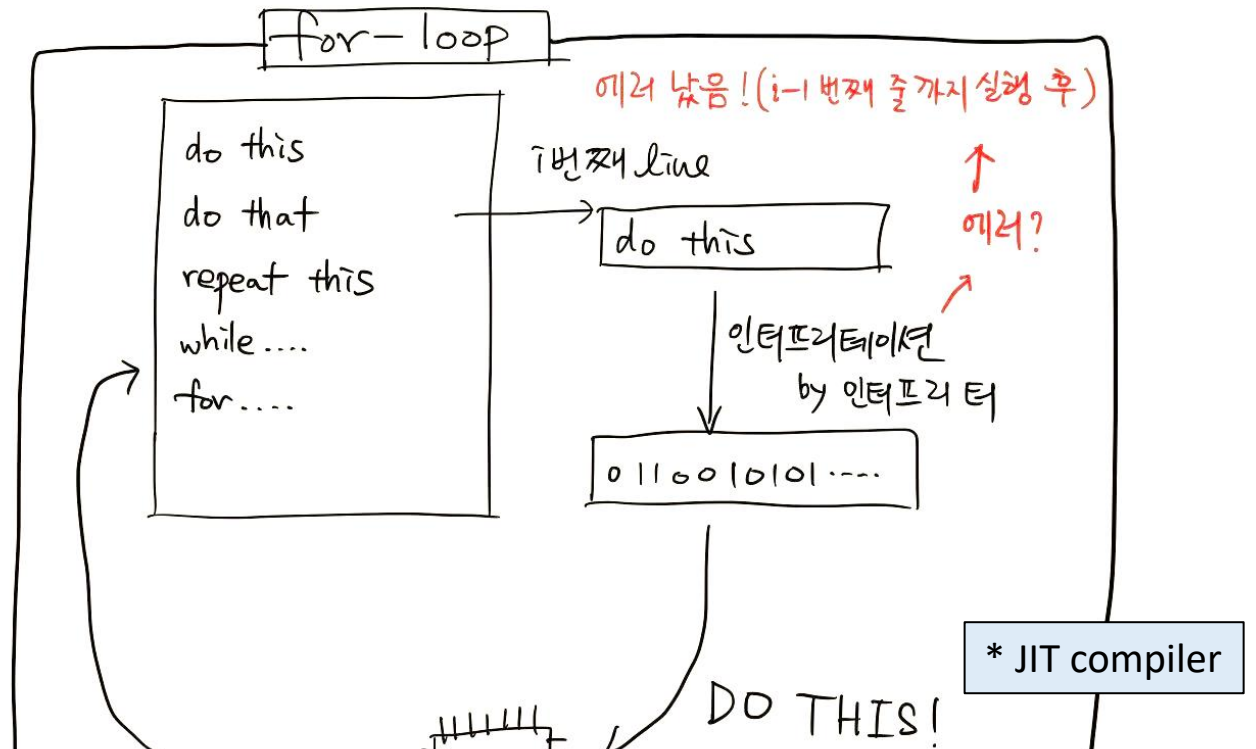 for-loop
에러 났음! (i-1 번째 줄까지 실행 후)
do this
do that
repeat this
while....
for....
i번째 line
do this
에러?
인터프리테이션
by 인터프리터
0110010101....
* JIT compiler
DO THIS!